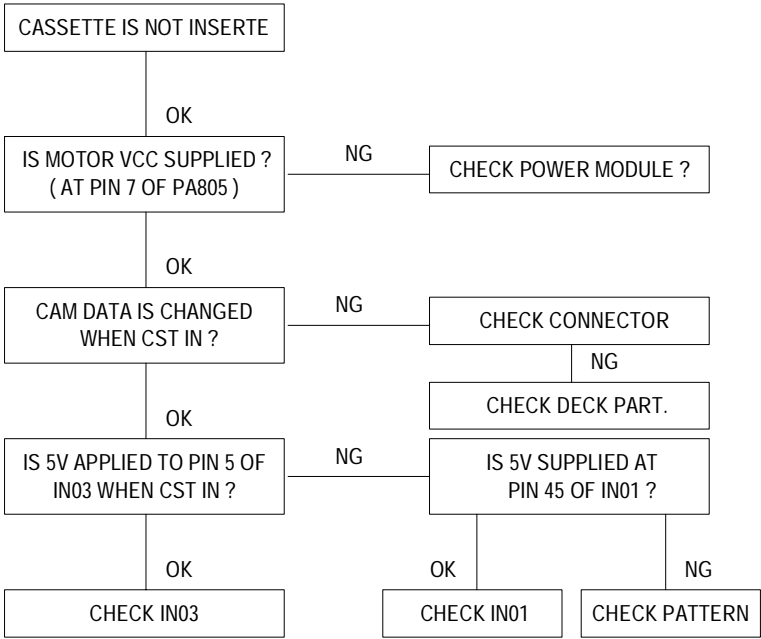 CASSETTE IS NOT INSERTE
OK
IS MOTOR VCC SUPPLIED ?
( AT PIN 7 OF PA805 )
NG
CHECK POWER MODULE ?
OK
CAM DATA IS CHANGED
WHEN CST IN ?
NG
CHECK CONNECTOR
NG
CHECK DECK PART.
OK
IS 5V APPLIED TO PIN 5 OF
IN03 WHEN CST IN ?
NG
IS 5V SUPPLIED AT
PIN 45 OF IN01 ?
OK
OK
NG
CHECK IN03
CHECK IN01
CHECK PATTERN